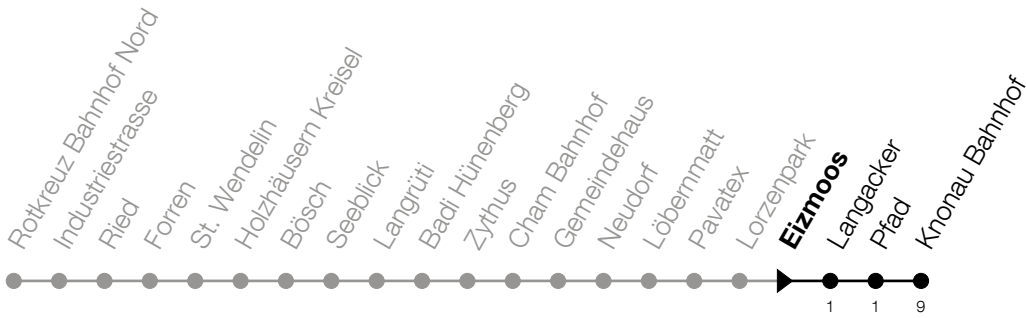 Rotkreuz Bahnhof Nord
Industriestrasse
Ried
Forren
St. Wendelin
Holzhäusern Kreisel
Bösch
Seeblick
Langrüti
Badi Hünenberg
Zythus
Cham Bahnhof
Gemeindehaus
Neudorf
Löbernmatt
Pavatex
Lorzenpark
Eizmoos
Langacker
Pfad
Knonau Bahnhof
1 1 9